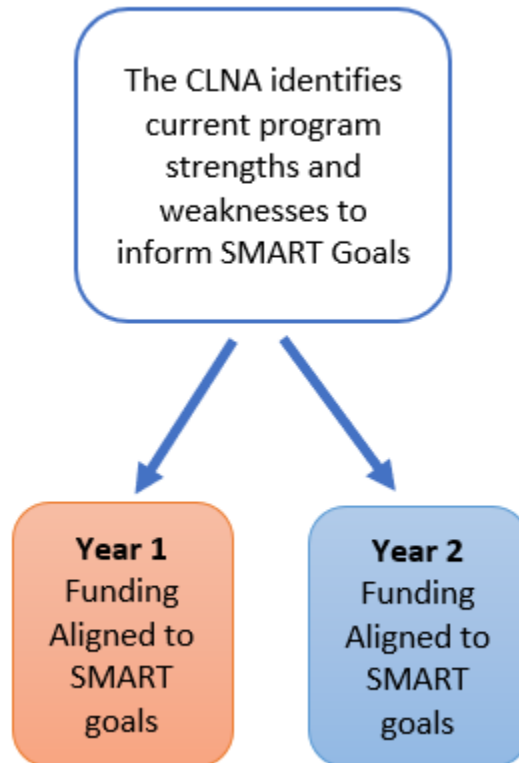 The CLNA identifies
current program
strengths and
weaknesses to
inform SMART Goals
Year 1
Funding
Aligned to
SMART
goals
Year 2
Funding
Aligned to
SMART
goals